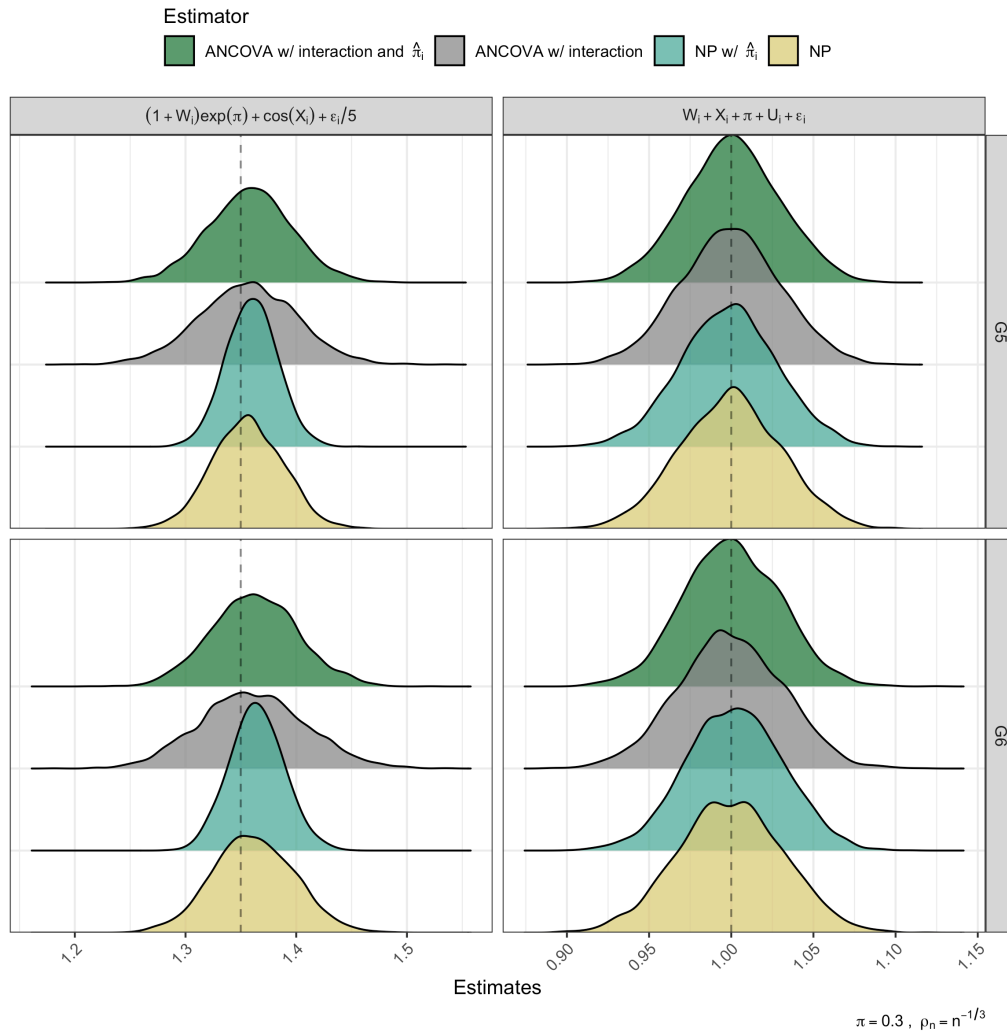 Estimator
ANCOVA w/ interaction and π̂ᵢ ANCOVA w/ interaction NP w/ π̂ᵢ NP
(1 + Wᵢ)exp(π) + cos(Xᵢ) + εᵢ/5 Wᵢ + Xᵢ + π + Uᵢ + εᵢ
G5
G6
1.2 1.3 1.4 1.5 0.90 0.95 1.00 1.05 1.10 1.15
Estimates
π = 0.3 , ρₙ = n^−1/3